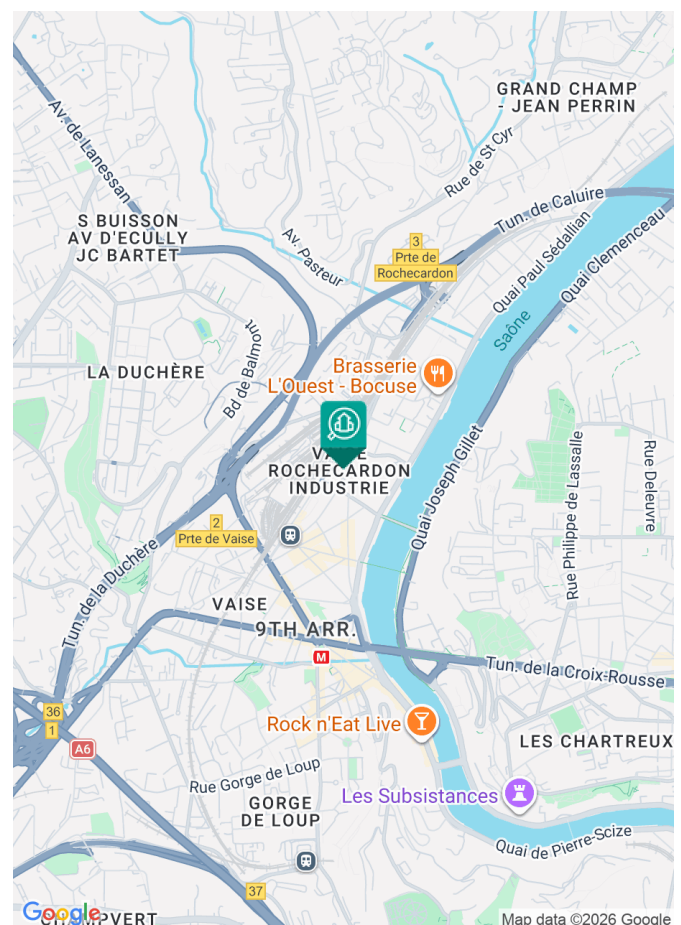 GRAND CHAMP
- JEAN PERRIN
Av. de Lanessan
Rue de St Cyr
Tun. de Caluire
S BUISSON
AV D'ECULLY
JC BARTET
Av. Pasteur
3
Prte de
Rochecardon
Quai Paul Sédallian
Quai Clemenceau
Saône
Bd de Balmont
LA DUCHÈRE
Brasserie
L'Ouest - Bocuse
VAISE
ROCHECARDON
INDUSTRIE
Quai Joseph Gillet
Rue Philippe de Lassalle
Rue Deleuvre
2
Prte de Vaise
Tun. de la Duchère
VAISE
9TH ARR.
M
Tun. de la Croix-Rousse
36
1
A6
Rock n'Eat Live
LES CHARTREUX
Rue Gorge de Loup
Les Subsistances
GORGE
DE LOUP
Quai de Pierre-Scize
37
Google
CHAMPVERT
Map data ©2026 Google